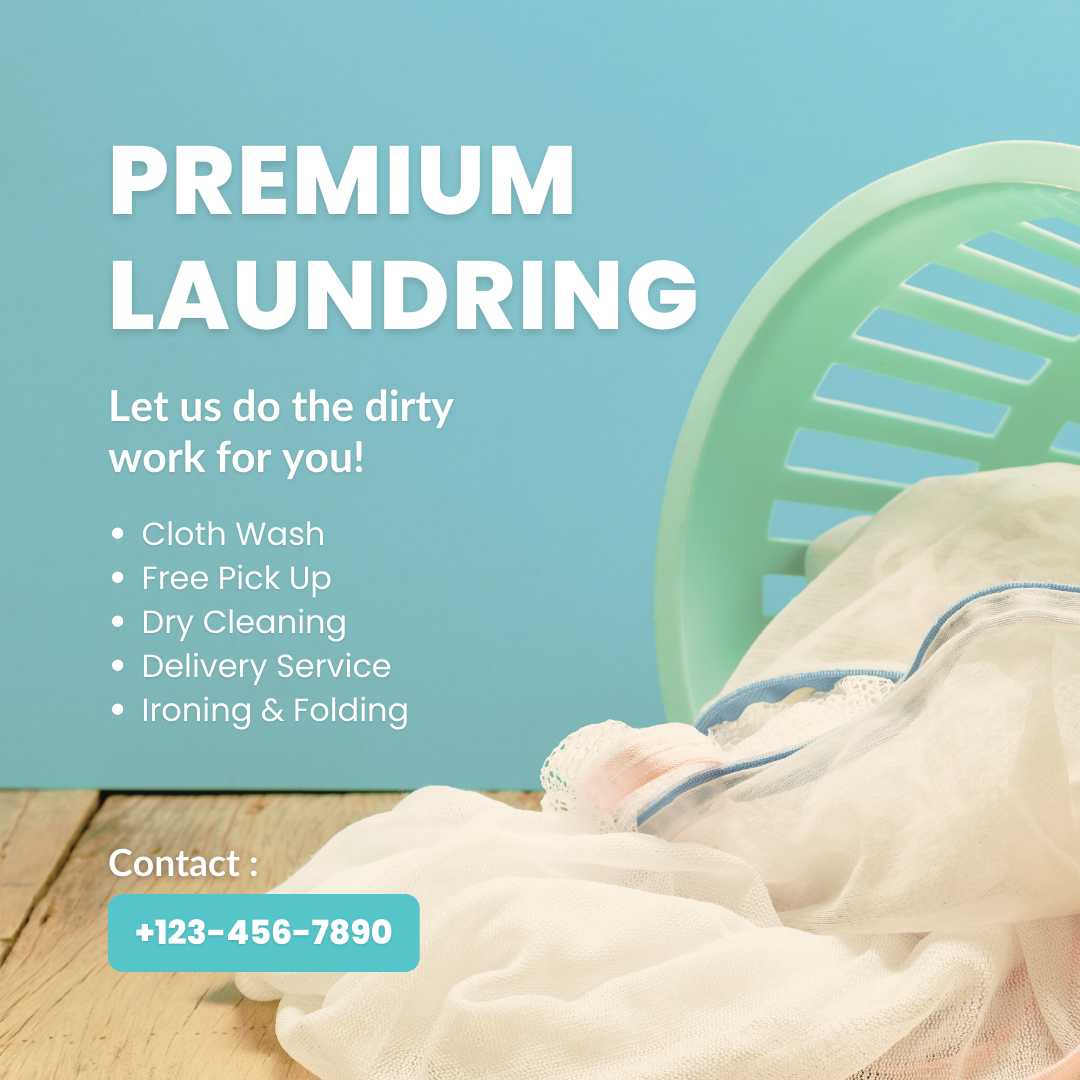 PREMIUM
LAUNDRING
Let us do the dirty
work for you!
• Cloth Wash
• Free Pick Up
• Dry Cleaning
• Delivery Service
• Ironing & Folding
Contact :
+123-456-7890